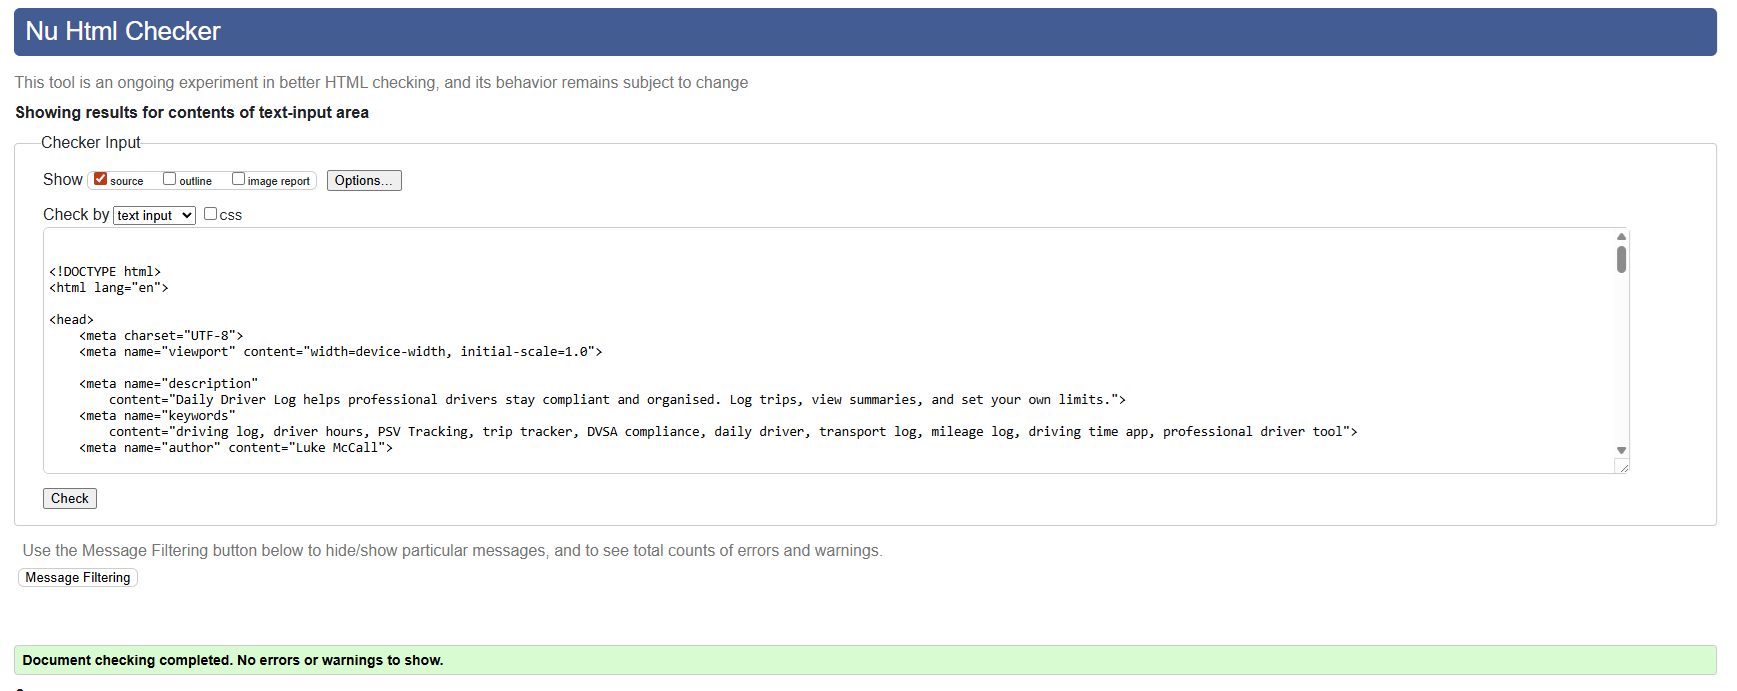 Nu Html Checker
This tool is an ongoing experiment in better HTML checking, and its behavior remains subject to change
Showing results for contents of text-input area
Checker Input
Show source outline image report Options...
Check by text input css
<!DOCTYPE html>
<html lang="en">
<head>
<meta charset="UTF-8">
<meta name="viewport" content="width=device-width, initial-scale=1.0">
<meta name="description"
content="Daily Driver Log helps professional drivers stay compliant and organised. Log trips, view summaries, and set your own limits.">
<meta name="keywords"
content="driving log, driver hours, PSV Tracking, trip tracker, DVSA compliance, daily driver, transport log, mileage log, driving time app, professional driver tool">
<meta name="author" content="Luke McCall">
Check
Use the Message Filtering button below to hide/show particular messages, and to see total counts of errors and warnings.
Message Filtering
Document checking completed. No errors or warnings to show.